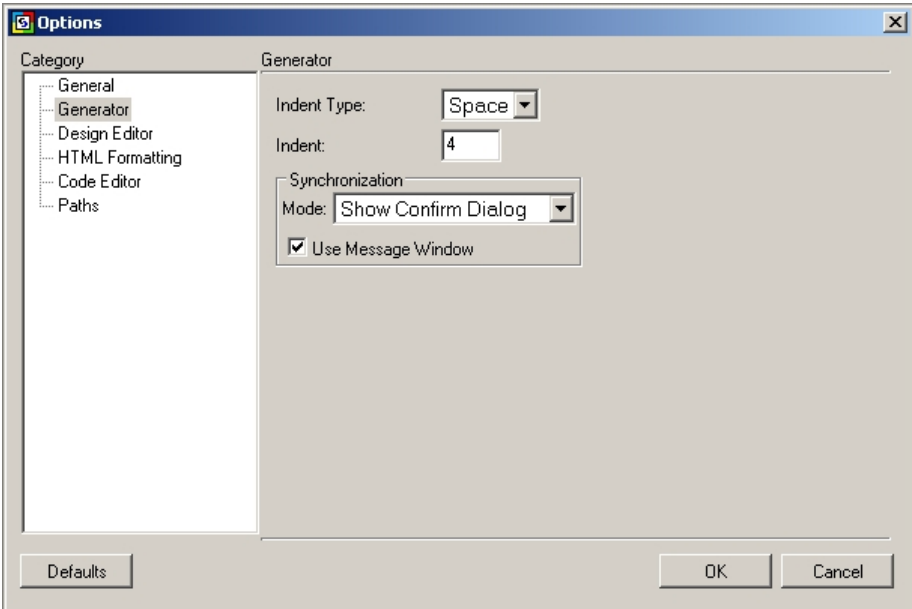 Options
Category
Generator
General
Generator
Design Editor
HTML Formatting
Code Editor
Paths
Indent Type: Space
Indent: 4
Synchronization
Mode: Show Confirm Dialog
Use Message Window
Defaults OK Cancel